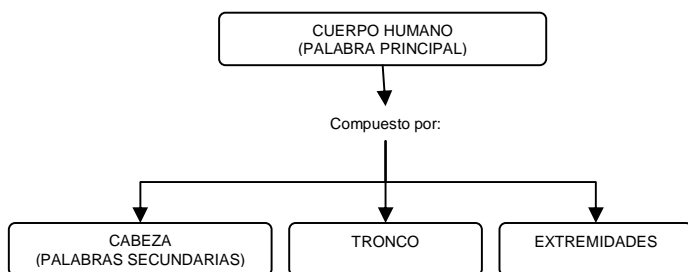 CUERPO HUMANO
(PALABRA PRINCIPAL)
Compuesto por:
CABEZA
(PALABRAS SECUNDARIAS)
TRONCO
EXTREMIDADES